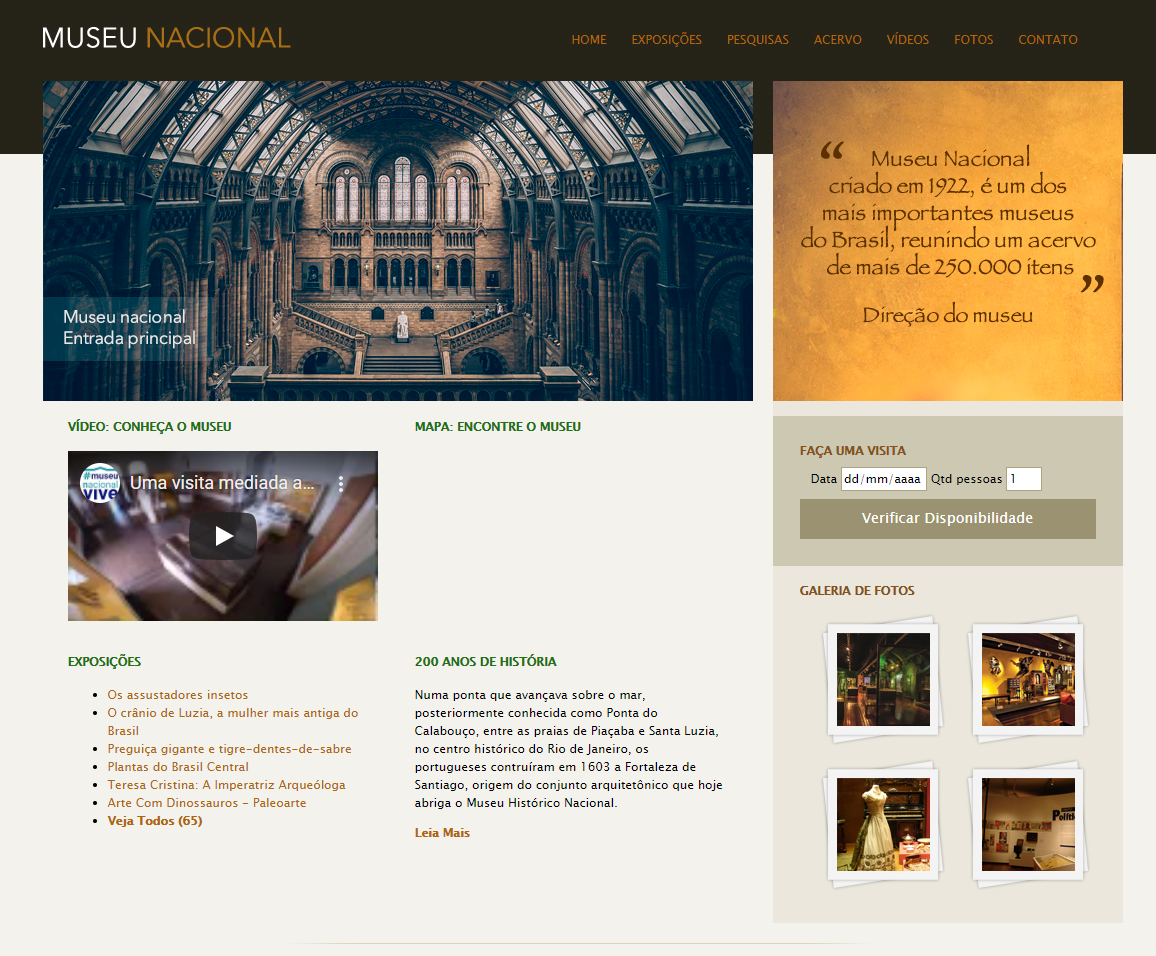 MUSEU NACIONAL
HOME EXPOSIÇÕES PESQUISAS ACERVO VÍDEOS FOTOS CONTATO
Museu nacional
Entrada principal
“ Museu Nacional
criado em 1922, é um dos
mais importantes museus
do Brasil, reunindo um acervo
de mais de 250.000 itens ”
Direção do museu
VÍDEO: CONHEÇA O MUSEU
#museu
nacional
vive
Uma visita mediada a...
MAPA: ENCONTRE O MUSEU
FAÇA UMA VISITA
Data dd/mm/aaaa Qtd pessoas 1
Verificar Disponibilidade
EXPOSIÇÕES
Os assustadores insetos
O crânio de Luzia, a mulher mais antiga do
Brasil
Preguiça gigante e tigre-dentes-de-sabre
Plantas do Brasil Central
Teresa Cristina: A Imperatriz Arqueóloga
Arte Com Dinossauros - Paleoarte
Veja Todos (65)
200 ANOS DE HISTÓRIA
Numa ponta que avançava sobre o mar,
posteriormente conhecida como Ponta do
Calabouço, entre as praias de Piaçaba e Santa Luzia,
no centro histórico do Rio de Janeiro, os
portugueses contruíram em 1603 a Fortaleza de
Santiago, origem do conjunto arquitetônico que hoje
abriga o Museu Histórico Nacional.
Leia Mais
GALERIA DE FOTOS